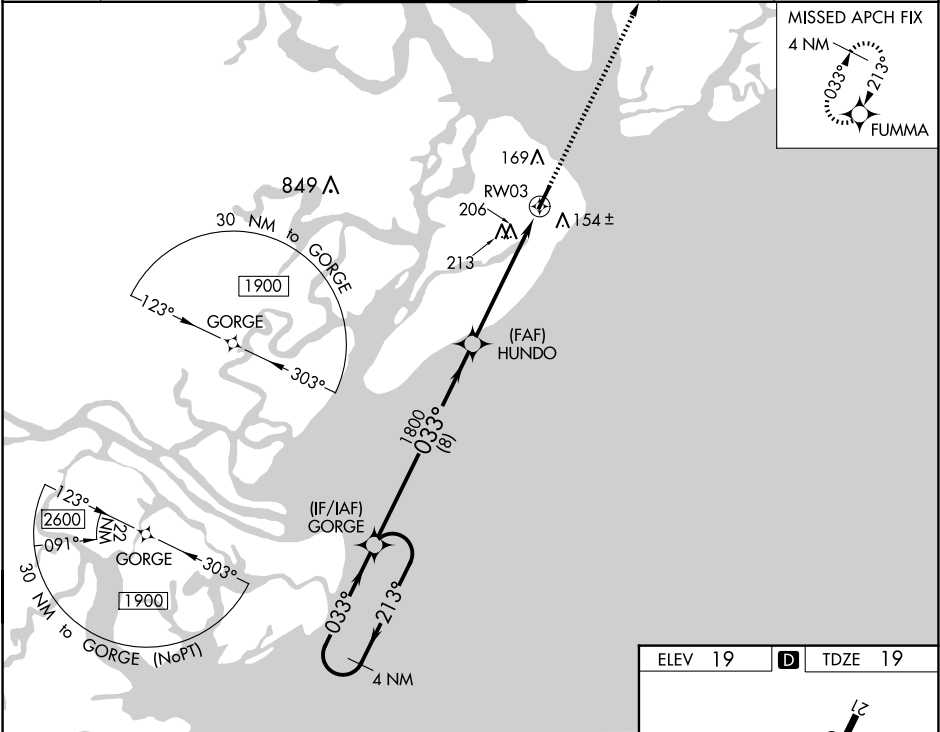 MISSED APCH FIX
4 NM
033°
213°
FUMMA
169
849
RW03
206
154 ±
213
30 NM to GORGE
1900
123°
GORGE
303°
(FAF)
HUNDO
1800
033°
(8)
(IF/IAF)
GORGE
123°
2600
22 NM
091°
GORGE
303°
1900
30 NM to GORGE (NoPT)
033°
213°
4 NM
ELEV 19
D
TDZE 19
21